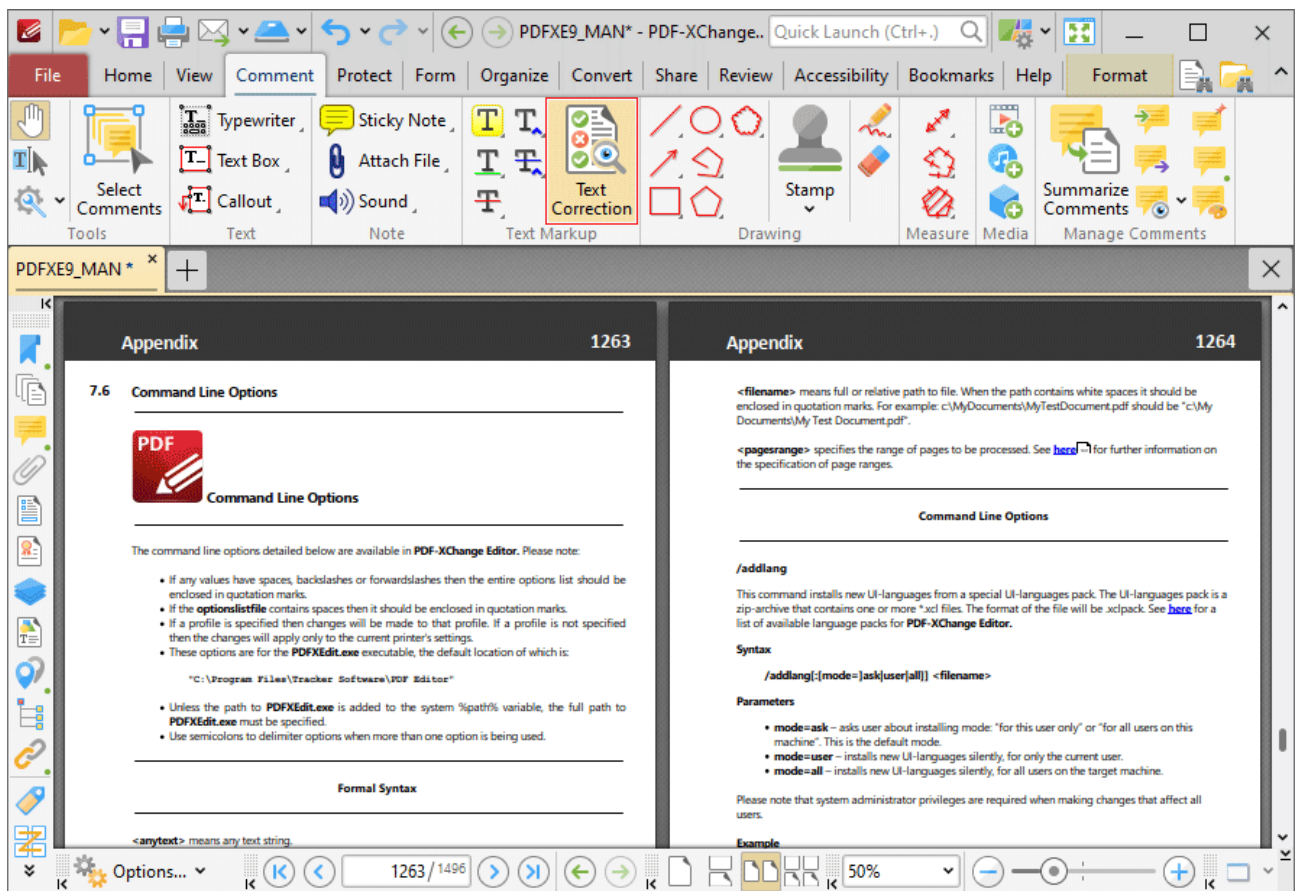 PDFXE9_MAN* - PDF-XChange.. Quick Launch (Ctrl+.)
File Home View Comment Protect Form Organize Convert Share Review Accessibility Bookmarks Help Format
Select Comments
Typewriter
Text Box
Callout
Sticky Note
Attach File
Sound
Text Correction
Stamp
Summarize Comments
Tools Text Note Text Markup Drawing Measure Media Manage Comments
PDFXE9_MAN *
Appendix 1263
7.6 Command Line Options
PDF
Command Line Options
The command line options detailed below are available in PDF-XChange Editor. Please note:
• If any values have spaces, backslashes or forwardslashes then the entire options list should be
enclosed in quotation marks.
• If the optionslistfile contains spaces then it should be enclosed in quotation marks.
• If a profile is specified then changes will be made to that profile. If a profile is not specified
then the changes will apply only to the current printer's settings.
• These options are for the PDFXEdit.exe executable, the default location of which is:
"C:\Program Files\Tracker Software\PDF Editor"
• Unless the path to PDFXEdit.exe is added to the system %path% variable, the full path to
PDFXEdit.exe must be specified.
• Use semicolons to delimiter options when more than one option is being used.
Formal Syntax
<anytext> means any text string.
Appendix 1264
<filename> means full or relative path to file. When the path contains white spaces it should be
enclosed in quotation marks. For example: c:\MyDocuments\MyTestDocument.pdf should be "c:\My
Documents\My Test Document.pdf".
<pagesrange> specifies the range of pages to be processed. See here for further information on
the specification of page ranges.
Command Line Options
/addlang
This command installs new UI-languages from a special UI-languages pack. The UI-languages pack is a
zip-archive that contains one or more *.xcl files. The format of the file will be .xclpack. See here for a
list of available language packs for PDF-XChange Editor.
Syntax
/addlang[:[mode=]ask|user|all)] <filename>
Parameters
• mode=ask – asks user about installing mode: "for this user only" or "for all users on this
machine". This is the default mode.
• mode=user – installs new UI-languages silently, for only the current user.
• mode=all – installs new UI-languages silently, for all users on the target machine.
Please note that system administrator privileges are required when making changes that affect all
users.
Example
Options... 1263 / 1496 50%